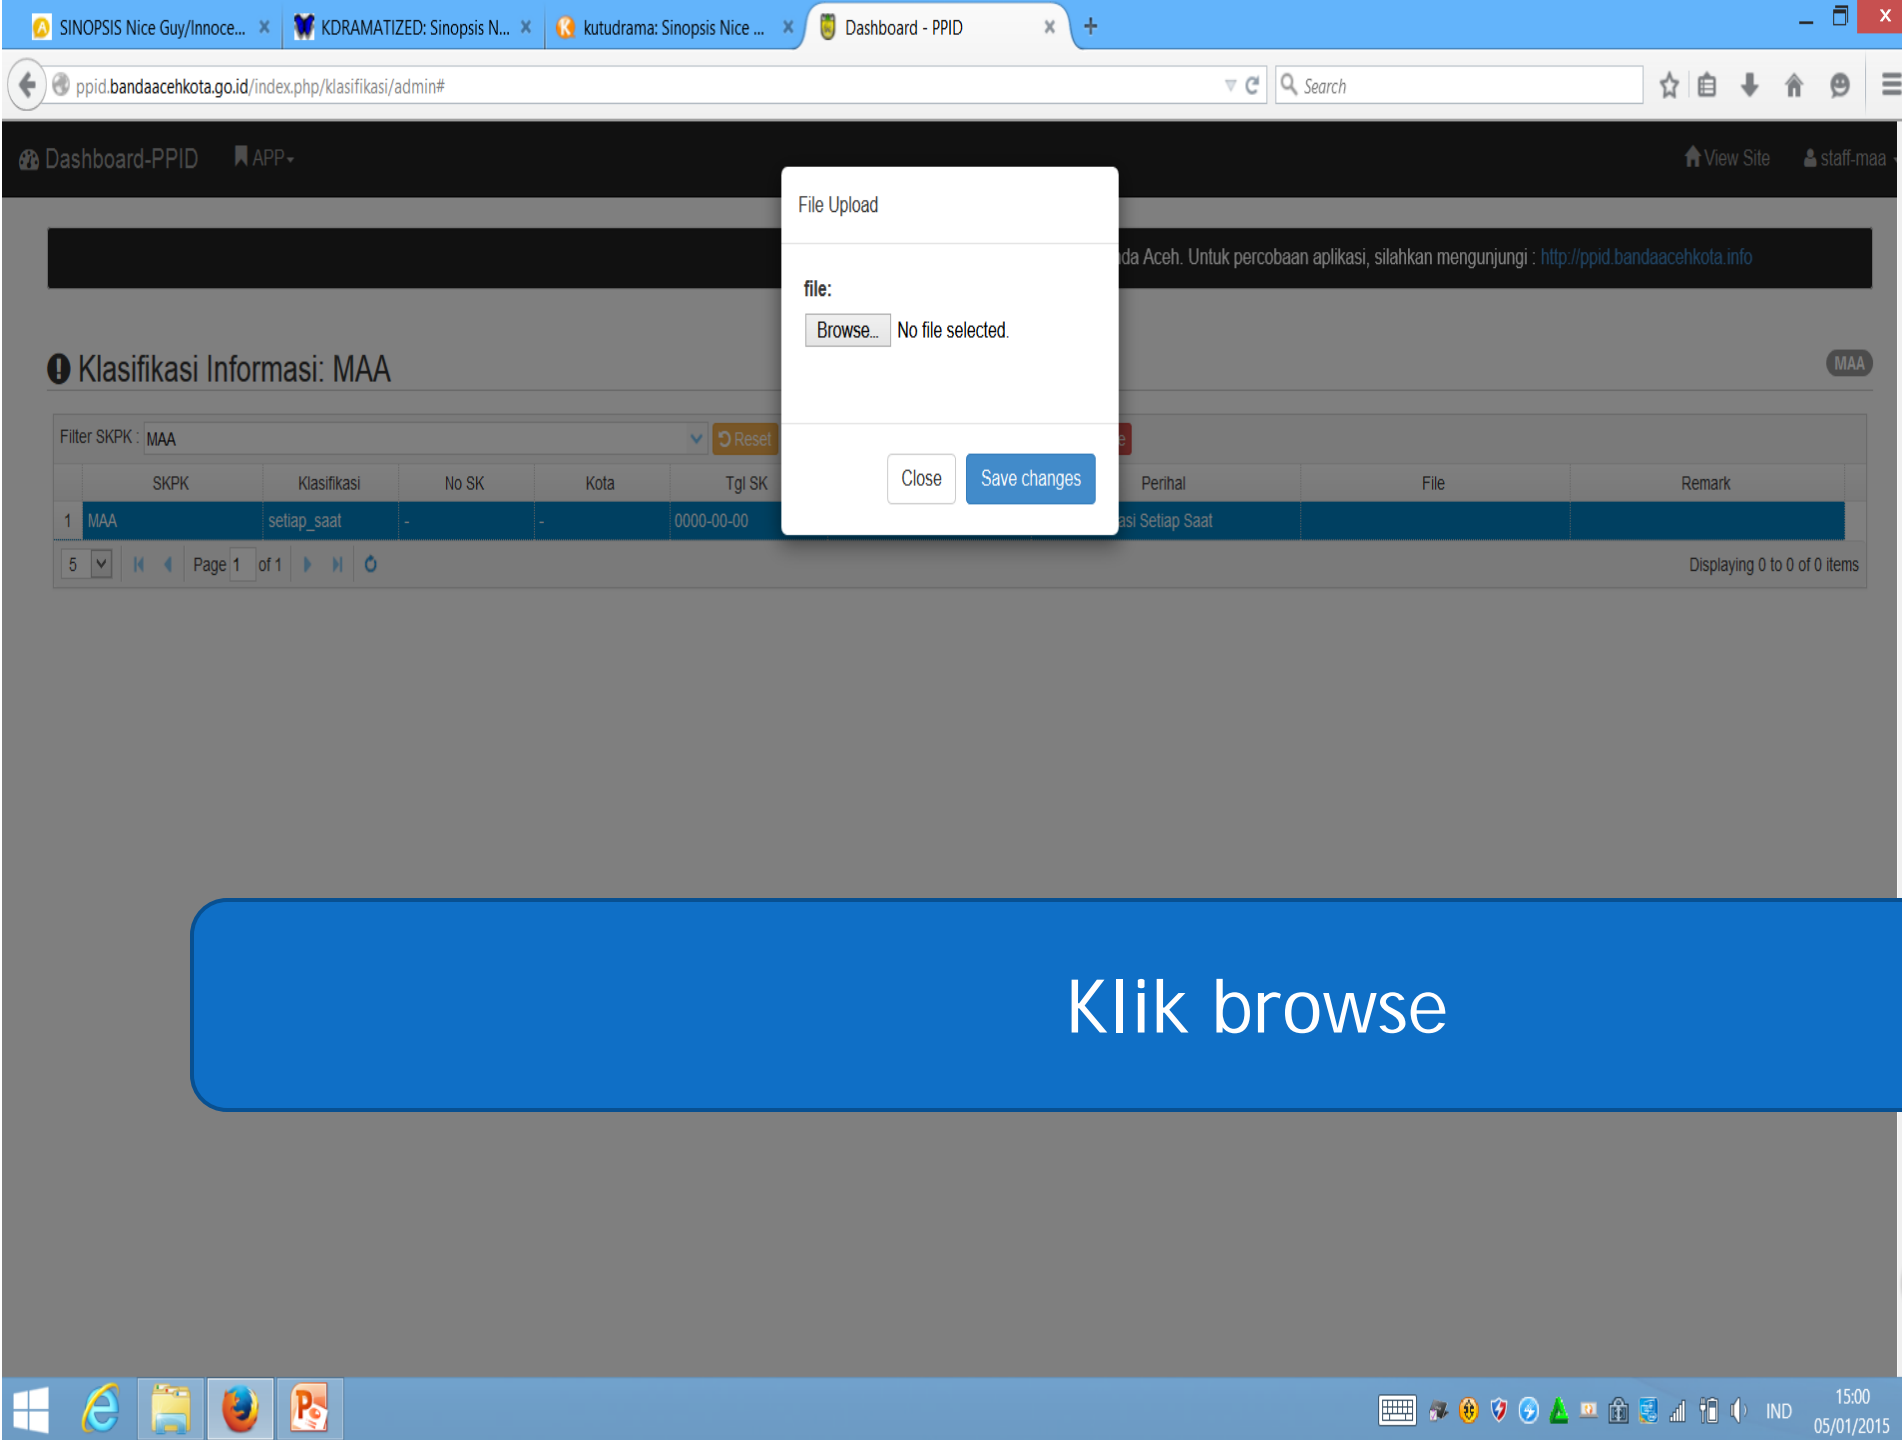 SINOPSIS Nice Guy/Innoce...
KDRAMATIZED: Sinopsis N...
kutudrama: Sinopsis Nice ...
Dashboard - PPID
ppid.bandaacehkota.go.id/index.php/klasifikasi/admin#
Search
Dashboard-PPID APP
View Site staff-maa
File Upload
da Aceh. Untuk percobaan aplikasi, silahkan mengunjungi : http://ppid.bandaacehkota.info
file:
Browse... No file selected.
Klasifikasi Informasi: MAA
MAA
Filter SKPK : MAA Reset e
Close Save changes
SKPK Klasifikasi No SK Kota Tgl SK Perihal File Remark
1 MAA setiap_saat - - 0000-00-00 asi Setiap Saat
5 Page 1 of 1 Displaying 0 to 0 of 0 items
Klik browse
IND 15:00
05/01/2015